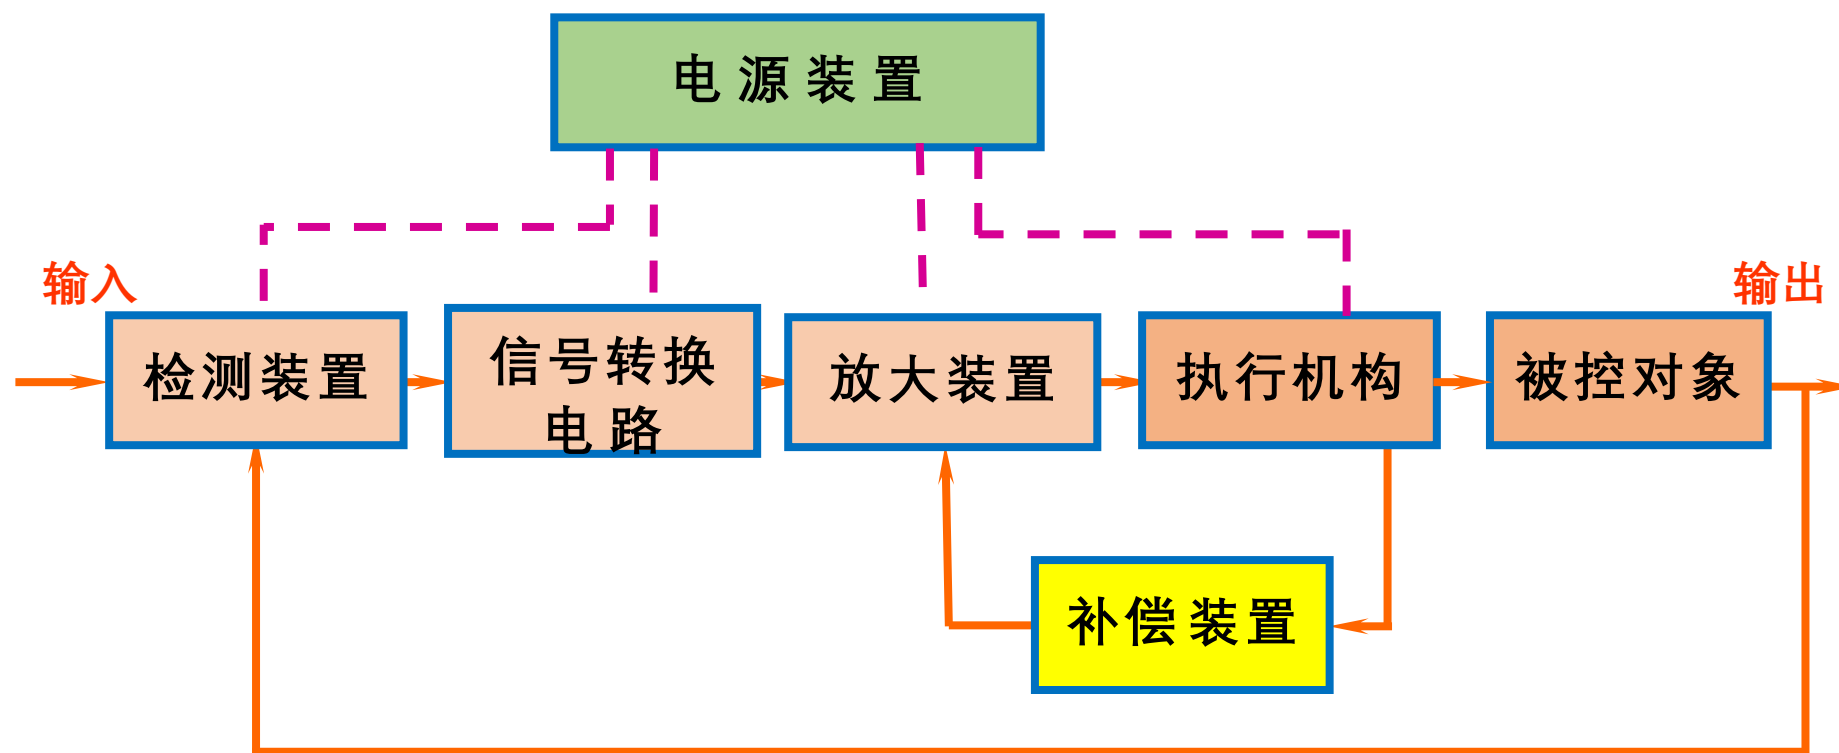 电源装置
输入
输出
检测装置
信号转换
电路
放大装置
执行机构
被控对象
补偿装置